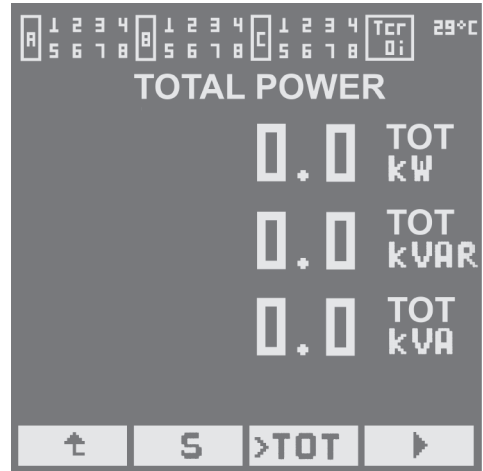 A 1 2 3 4 B 1 2 3 4 C 1 2 3 4 Tcr 29°C
5 6 7 8 5 6 7 8 5 6 7 8 Di
TOTAL POWER
0.0 TOT
kW
0.0 TOT
kVAR
0.0 TOT
kVA
S >TOT